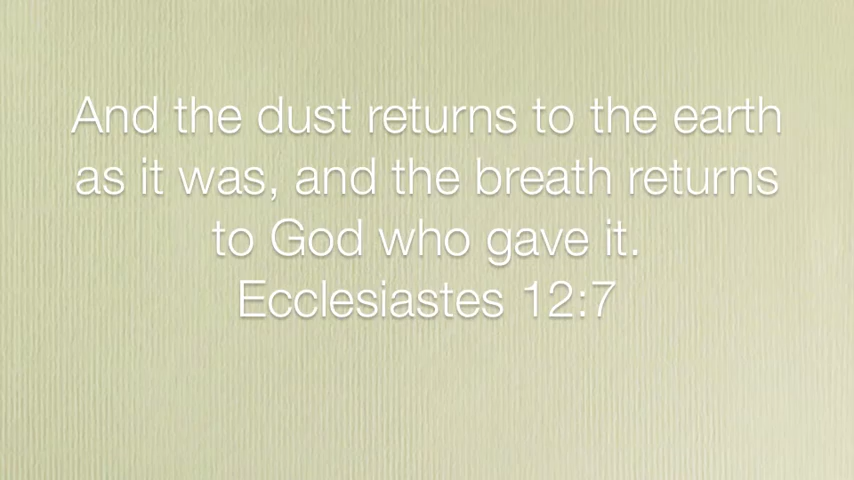 And the dust returns to the earth
as it was, and the breath returns
to God who gave it.
Ecclesiastes 12:7